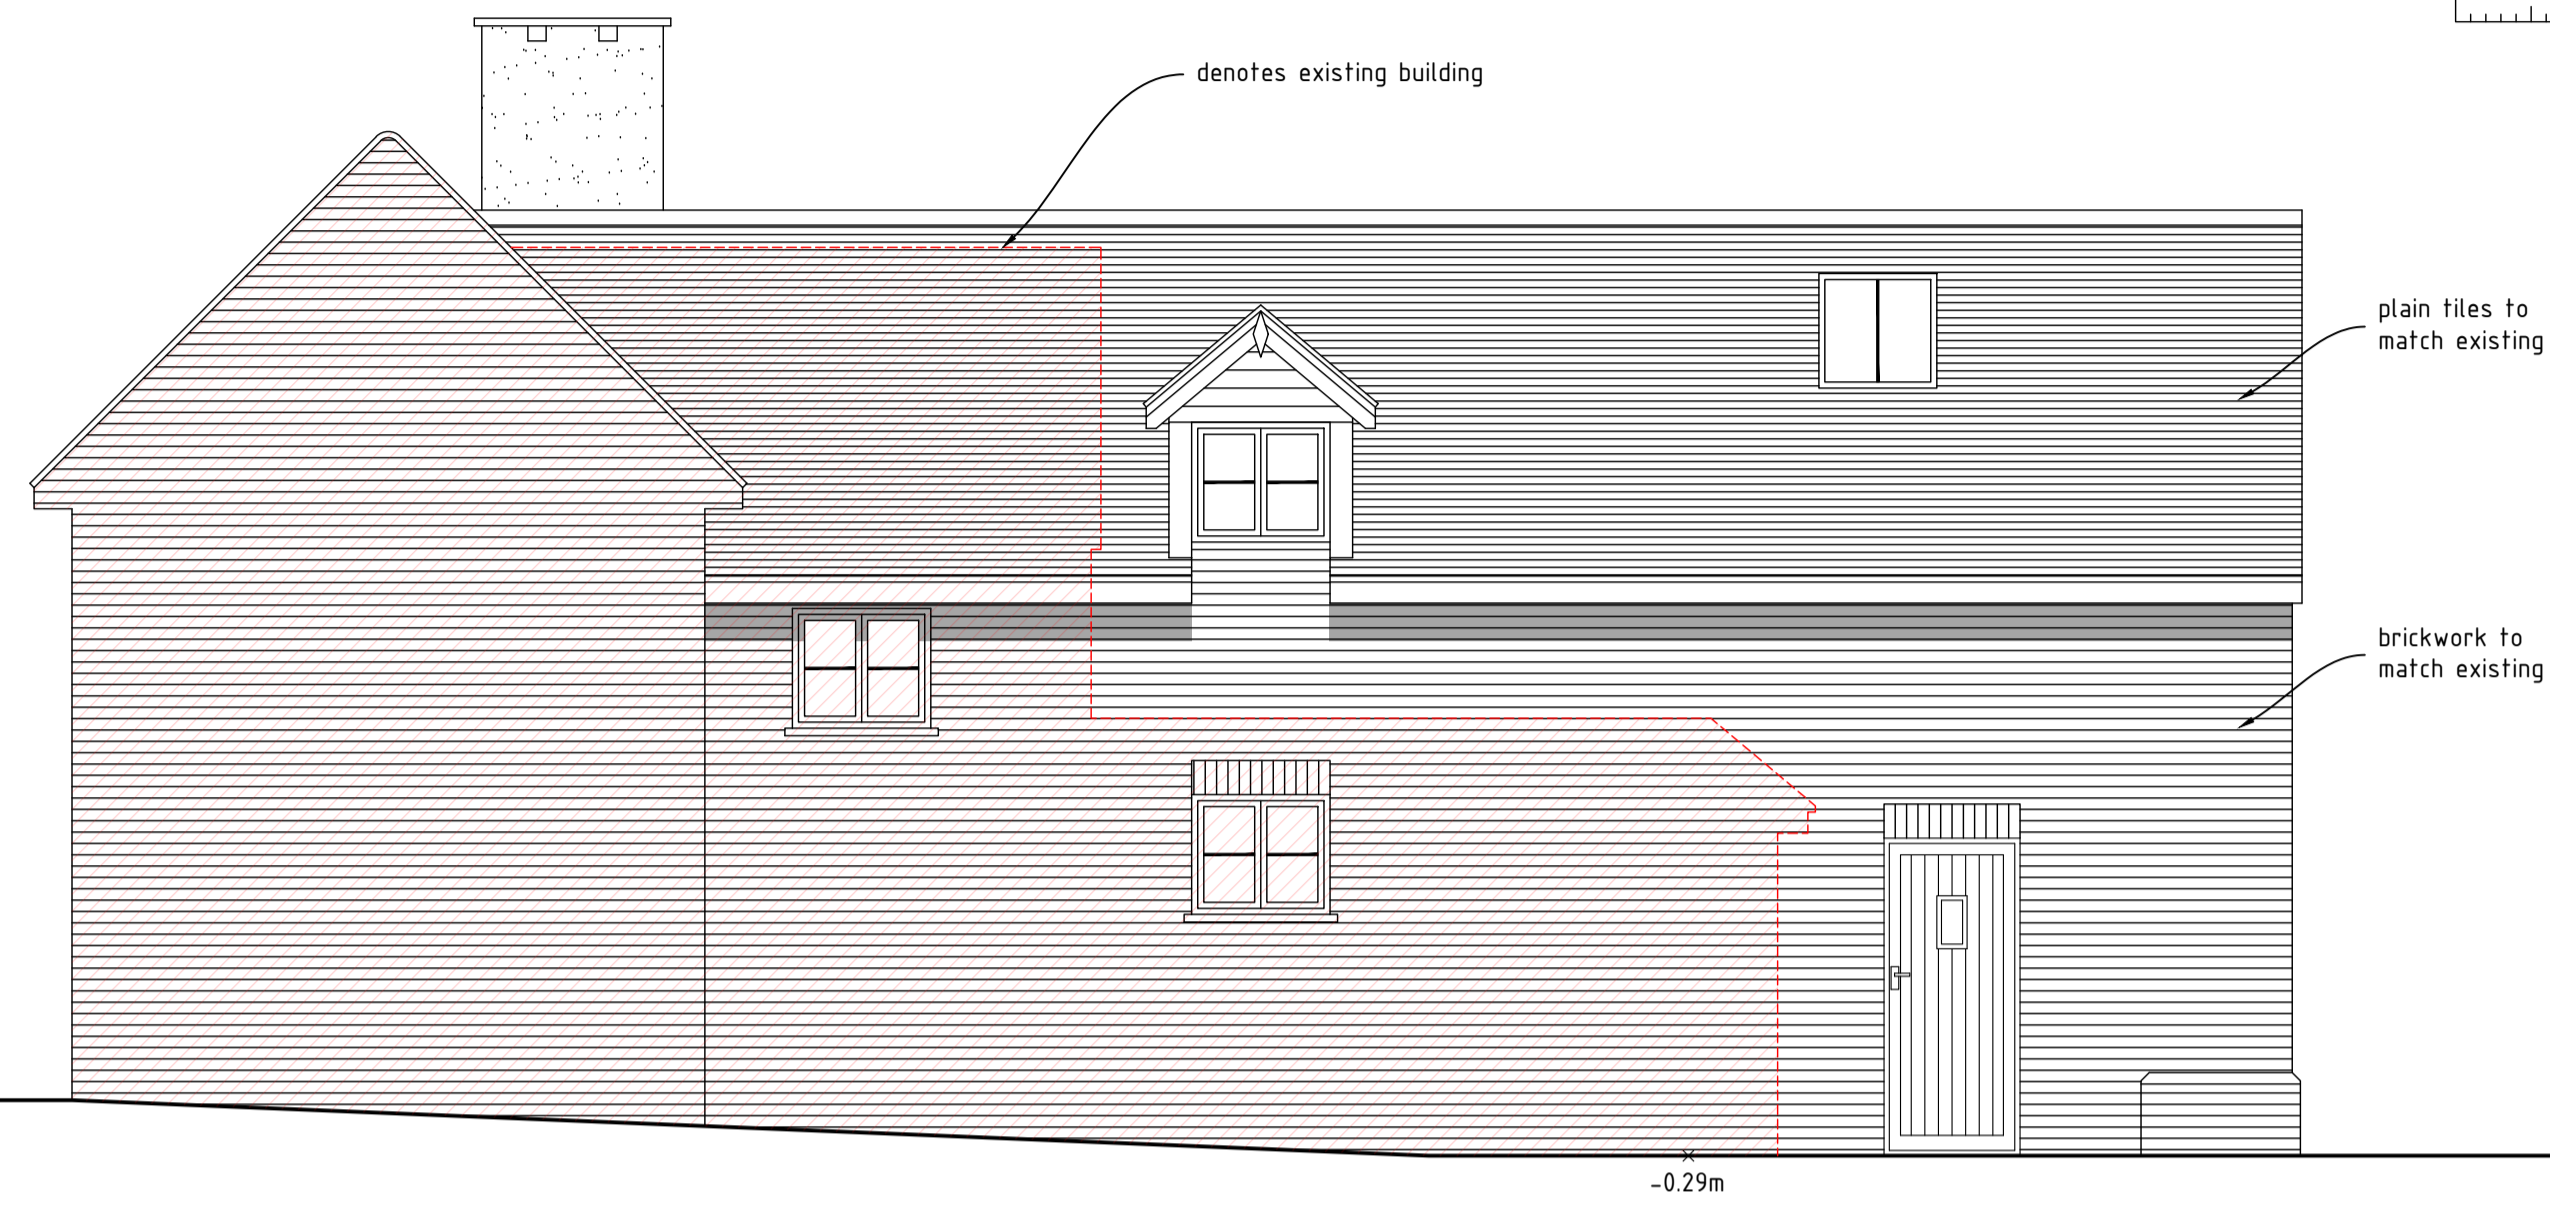 denotes existing building
plain tiles to
match existing
brickwork to
match existing
-0.29m